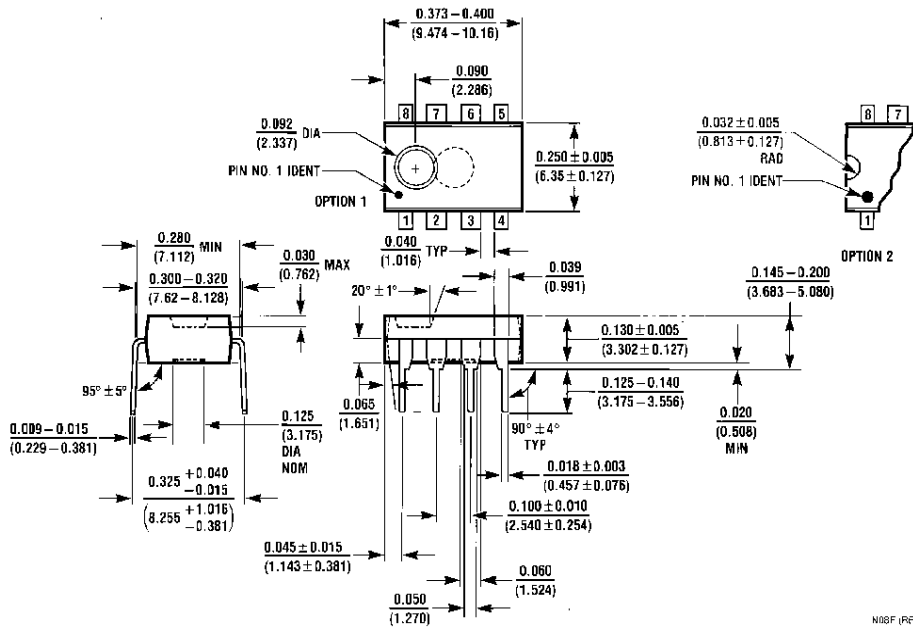 0.373 – 0.400
(9.474 – 10.16)
0.090
(2.286)
8 7 6 5
0.092 DIA
(2.337)
PIN NO. 1 IDENT
OPTION 1
0.250 ± 0.005
(6.35 ± 0.127)
1 2 3 4
0.032 ± 0.005
(0.813 + 0.127)
RAD
PIN NO. 1 IDENT
8 7
1
OPTION 2
0.280 MIN
(7.112)
0.300 – 0.320
(7.62 – 8.128)
0.030 MAX
(0.762)
0.040 TYP
(1.016)
0.039
(0.991)
0.145 – 0.200
(3.683 – 5.080)
20° ± 1°
0.130 ± 0.005
(3.302 ± 0.127)
95° ± 5°
0.065
(1.651)
0.125 – 0.140
(3.175 – 3.556)
0.020
(0.508)
MIN
90° ± 4°
TYP
0.009 – 0.015
(0.229 – 0.381)
0.125
(3.175)
DIA
NOM
0.018 ± 0.003
(0.457 ± 0.076)
0.325 +0.040
−0.015
(8.255 +1.016
−0.381)
0.100 ± 0.010
(2.540 ± 0.254)
0.045 ± 0.015
(1.143 ± 0.381)
0.060
(1.524)
0.050
(1.270)